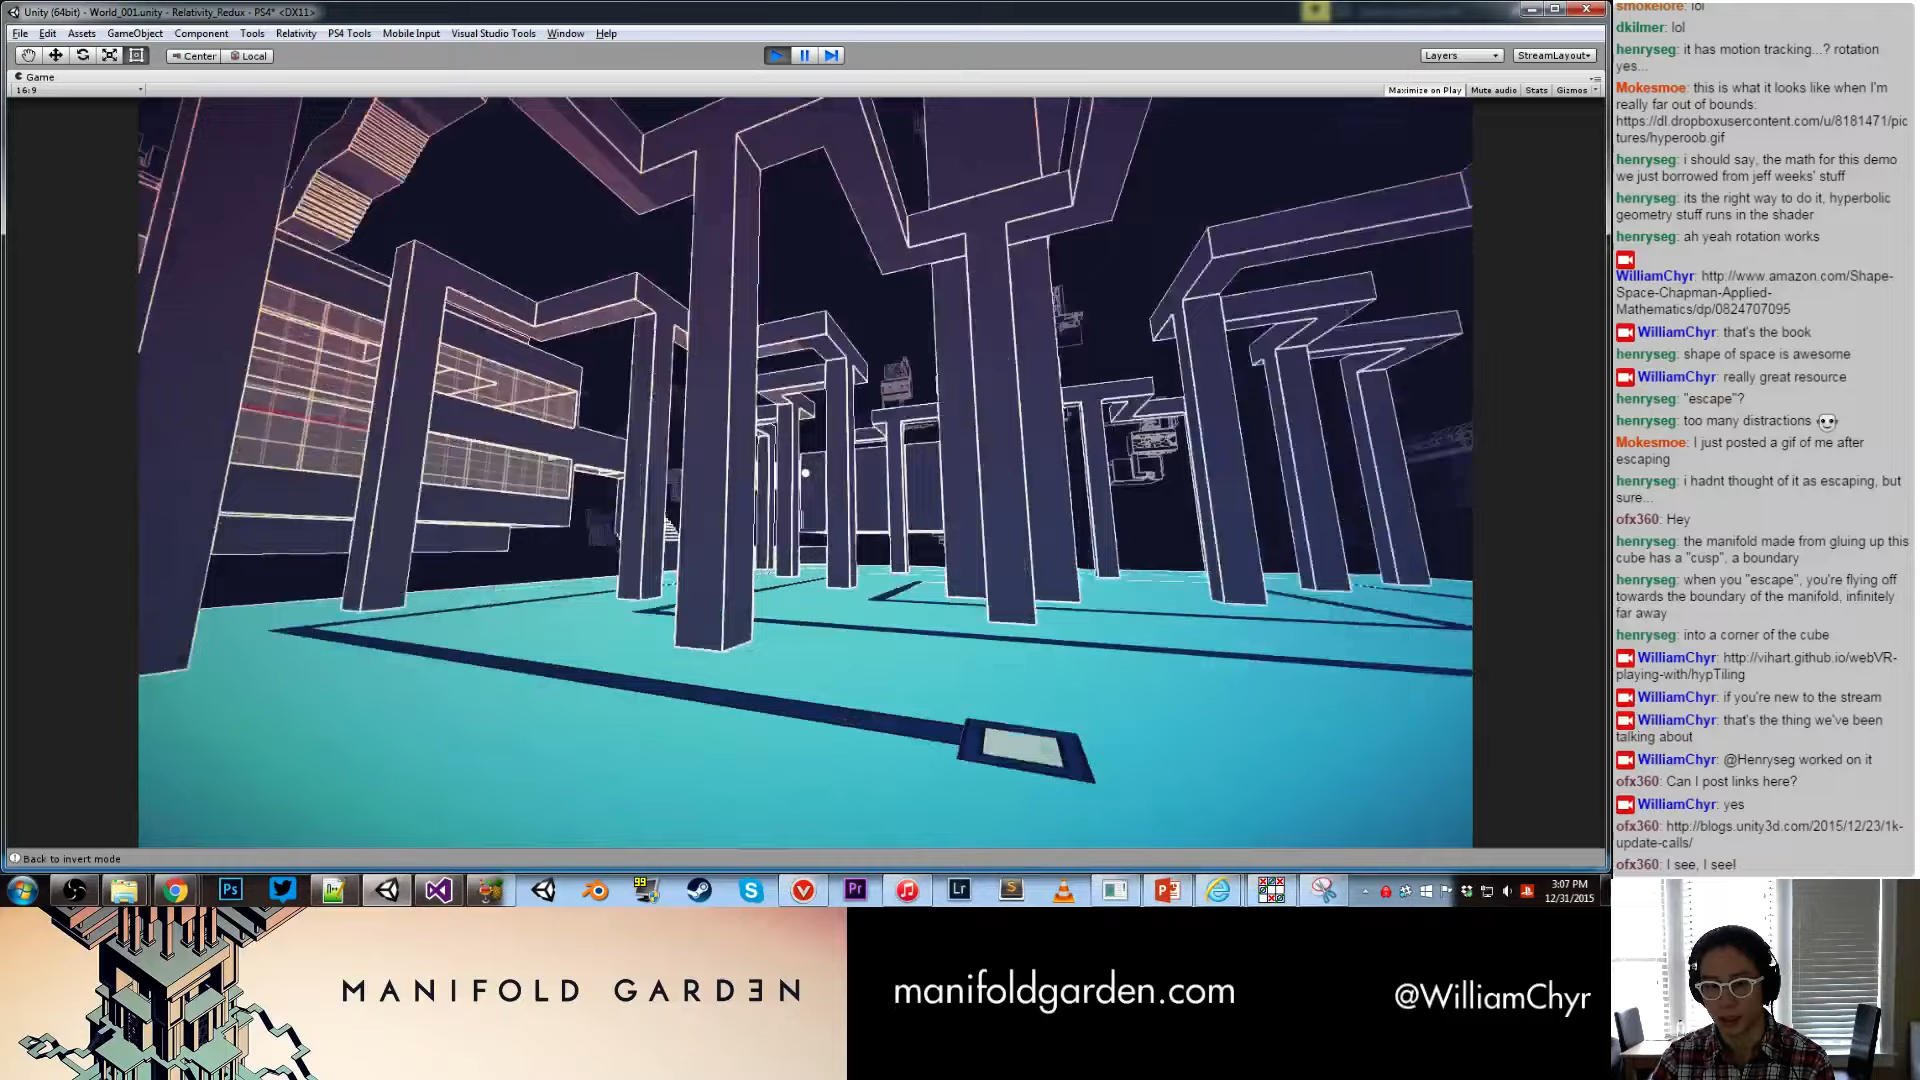 Unity (64bit) - World_001.unity - Relativity_Redux - PS4* <DX11>
File Edit Assets GameObject Component Tools Relativity PS4 Tools Mobile Input Visual Studio Tools Window Help
Center Local Layers StreamLayout
Game
16:9 Maximize on Play Mute audio Stats Gizmos
Back to invert mode
smokelore: lol
dkilmer: lol
henryseg: it has motion tracking...? rotation
yes...
Mokesmoe: this is what it looks like when I'm
really far out of bounds:
https://dl.dropboxusercontent.com/u/8181471/pic
tures/hyperoob.gif
henryseg: i should say, the math for this demo
we just borrowed from jeff weeks' stuff
henryseg: its the right way to do it, hyperbolic
geometry stuff runs in the shader
henryseg: ah yeah rotation works
WilliamChyr: http://www.amazon.com/Shape-
Space-Chapman-Applied-
Mathematics/dp/0824707095
WilliamChyr: that's the book
henryseg: shape of space is awesome
WilliamChyr: really great resource
henryseg: "escape"?
henryseg: too many distractions
Mokesmoe: I just posted a gif of me after
escaping
henryseg: i hadnt thought of it as escaping, but
sure...
ofx360: Hey
henryseg: the manifold made from gluing up this
cube has a "cusp", a boundary
henryseg: when you "escape", you're flying off
towards the boundary of the manifold, infinitely
far away
henryseg: into a corner of the cube
WilliamChyr: http://vihart.github.io/webVR-
playing-with/hypTiling
WilliamChyr: if you're new to the stream
WilliamChyr: that's the thing we've been
talking about
WilliamChyr: @Henryseg worked on it
ofx360: Can I post links here?
WilliamChyr: yes
ofx360: http://blogs.unity3d.com/2015/12/23/1k-
update-calls/
ofx360: I see, I see!
Ps 99 Pr Lr S
3:07 PM
12/31/2015
MANIFOLD GARDƎN
manifoldgarden.com
@WilliamChyr